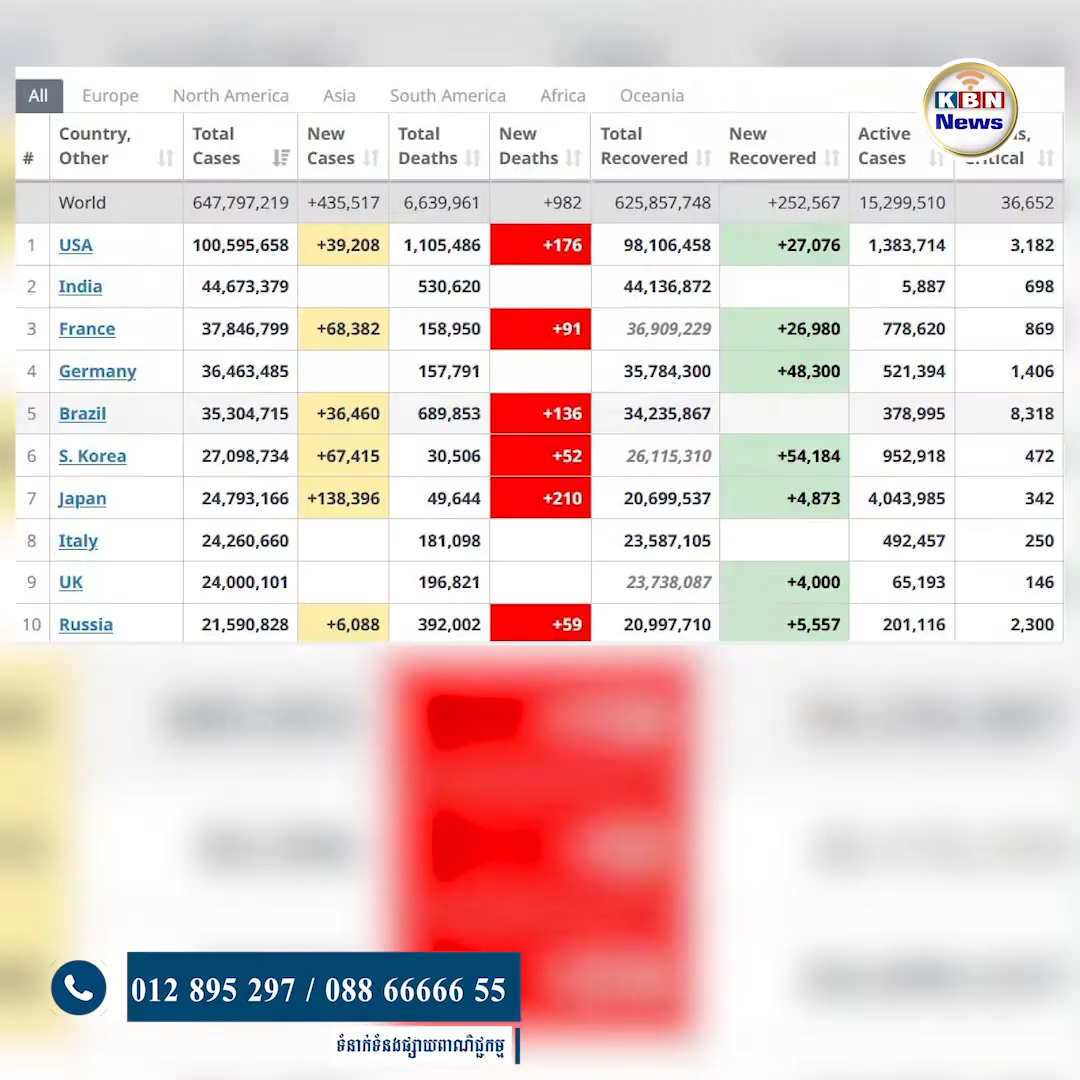 All Europe North America Asia South America Africa Oceania
KBN
News
# Country, Other Total Cases New Cases Total Deaths New Deaths Total Recovered New Recovered Active Cases
World 647,797,219 +435,517 6,639,961 +982 625,857,748 +252,567 15,299,510 36,652
1 USA 100,595,658 +39,208 1,105,486 +176 98,106,458 +27,076 1,383,714 3,182
2 India 44,673,379 530,620 44,136,872 5,887 698
3 France 37,846,799 +68,382 158,950 +91 36,909,229 +26,980 778,620 869
4 Germany 36,463,485 157,791 35,784,300 +48,300 521,394 1,406
5 Brazil 35,304,715 +36,460 689,853 +136 34,235,867 378,995 8,318
6 S. Korea 27,098,734 +67,415 30,506 +52 26,115,310 +54,184 952,918 472
7 Japan 24,793,166 +138,396 49,644 +210 20,699,537 +4,873 4,043,985 342
8 Italy 24,260,660 181,098 23,587,105 492,457 250
9 UK 24,000,101 196,821 23,738,087 +4,000 65,193 146
10 Russia 21,590,828 +6,088 392,002 +59 20,997,710 +5,557 201,116 2,300
012 895 297 / 088 66666 55
ទំនាក់ទំនងផ្សាយពាណិជ្ជកម្ម